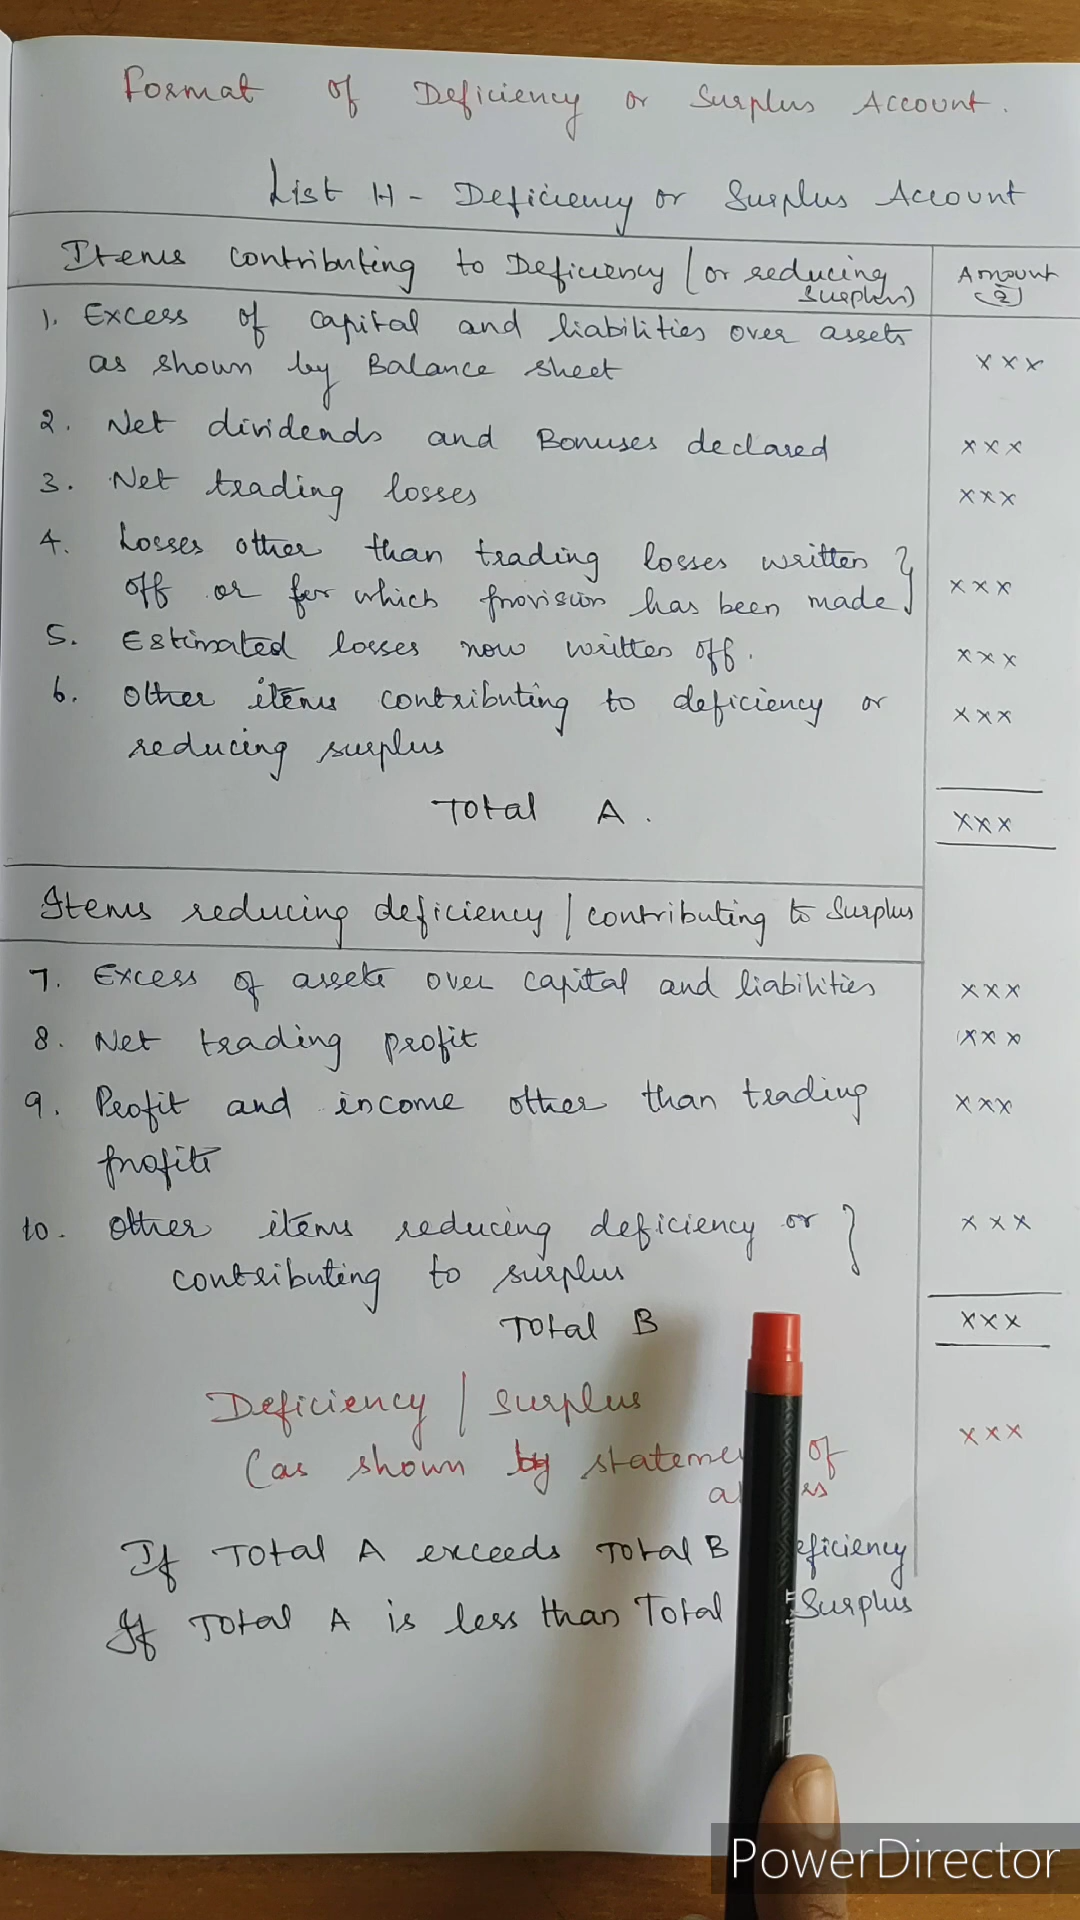 Format of Deficiency or Surplus Account.
List H - Deficiency or Surplus Account
Items contributing to Deficiency (or reducing surplus)
Amount
(₹)
1. Excess of capital and liabilities over assets
as shown by Balance sheet
xxx
2. Net dividends and Bonuses declared
xxx
3. Net trading losses
xxx
4. Losses other than trading losses written
off or for which provision has been made
xxx
5. Estimated losses now written off.
xxx
6. Other items contributing to deficiency or
reducing surplus
xxx
Total A.
xxx
Items reducing deficiency / contributing to Surplus
7. Excess of assets over capital and liabilities
xxx
8. Net trading profit
xxx
9. Profit and income other than trading
profits
xxx
10. Other items reducing deficiency or
contributing to surplus
xxx
Total B
xxx
Deficiency / Surplus
xxx
(as shown by of
If Total A exceeds Total B
If Total A is less than Total Surplus
CARBONIX II
PowerDirector